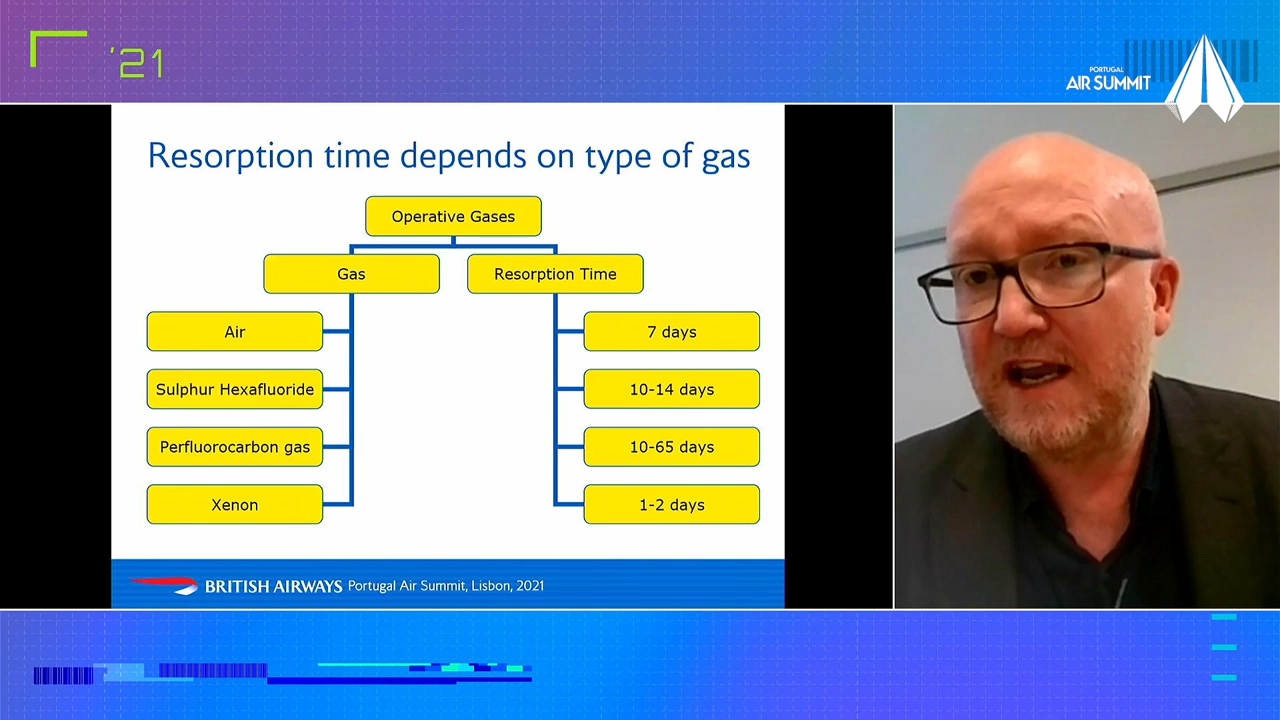 '21
PORTUGAL
AIR SUMMIT
Resorption time depends on type of gas
Operative Gases
Gas
Resorption Time
Air
7 days
Sulphur Hexafluoride
10-14 days
Perfluorocarbon gas
10-65 days
Xenon
1-2 days
BRITISH AIRWAYS Portugal Air Summit, Lisbon, 2021